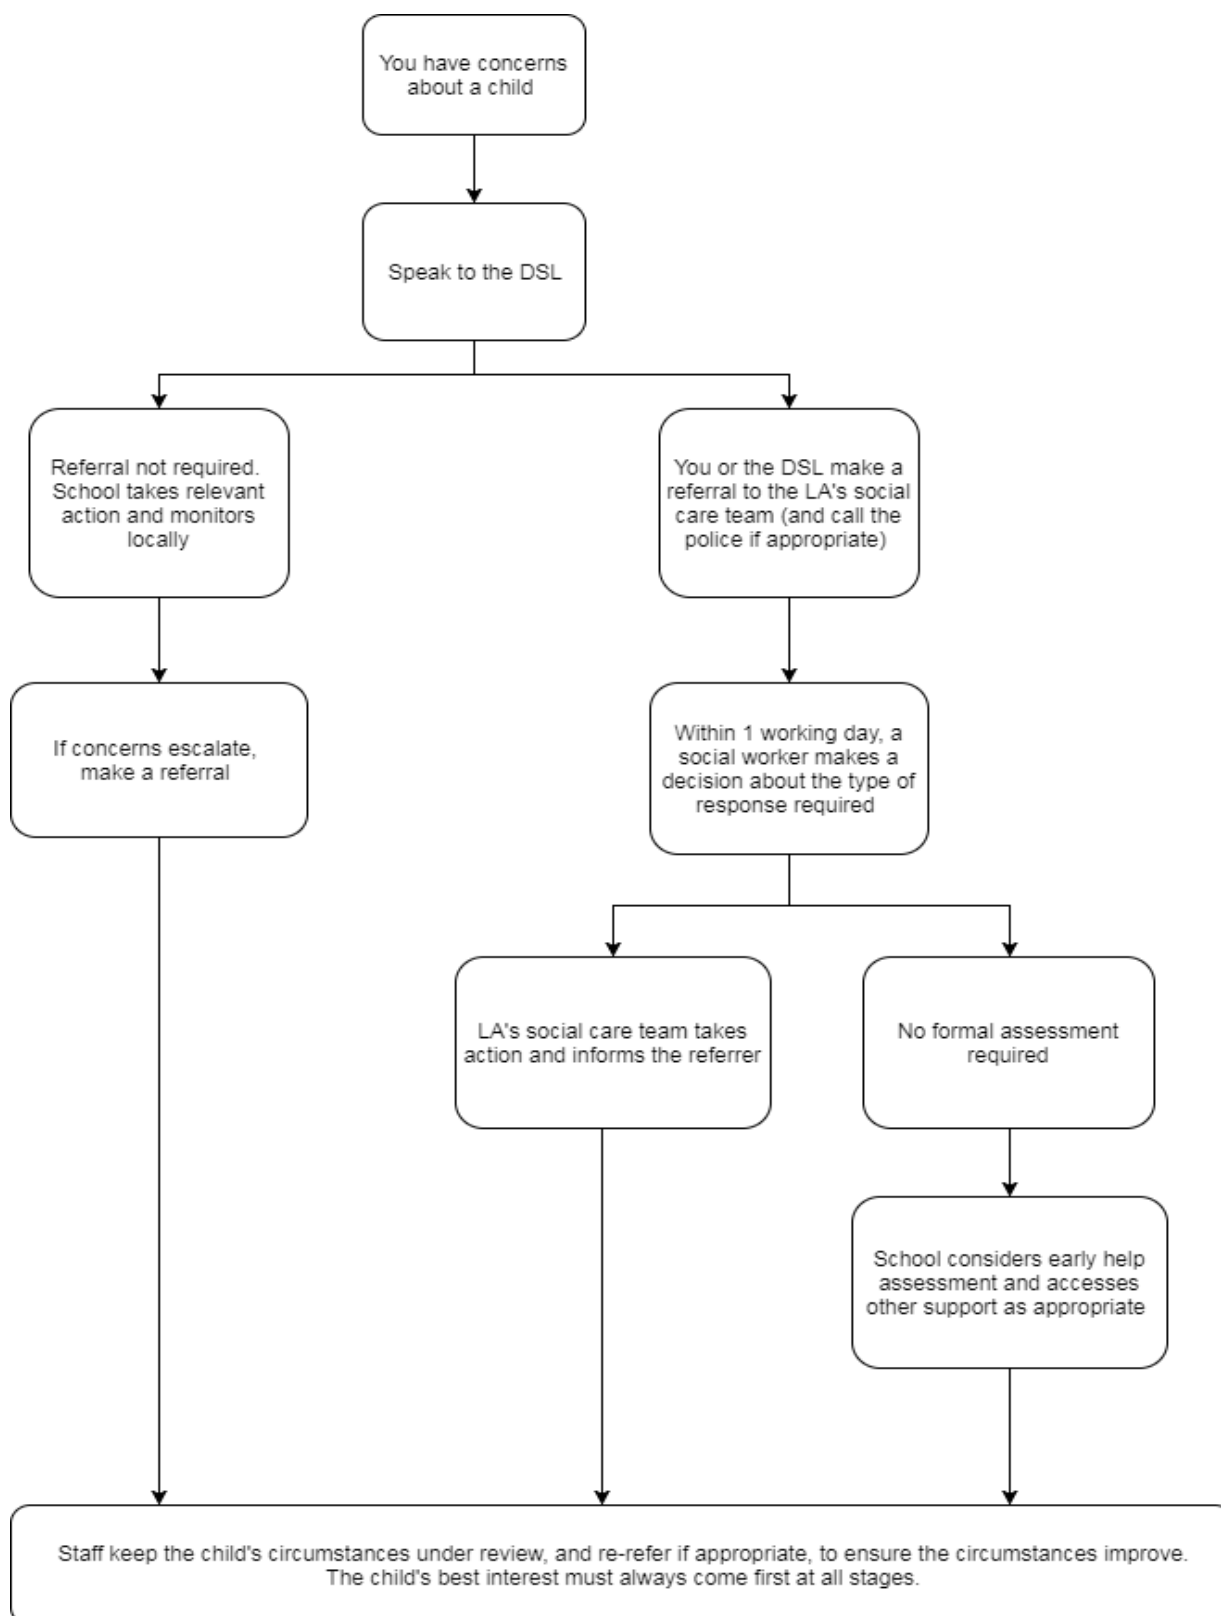 You have concerns
about a child
Speak to the DSL
Referral not required.
School takes relevant
action and monitors
locally
You or the DSL make a
referral to the LA's social
care team (and call the
police if appropriate)
If concerns escalate,
make a referral
Within 1 working day, a
social worker makes a
decision about the type of
response required
LA's social care team takes
action and informs the referrer
No formal assessment
required
School considers early help
assessment and accesses
other support as appropriate
Staff keep the child's circumstances under review, and re-refer if appropriate, to ensure the circumstances improve.
The child's best interest must always come first at all stages.